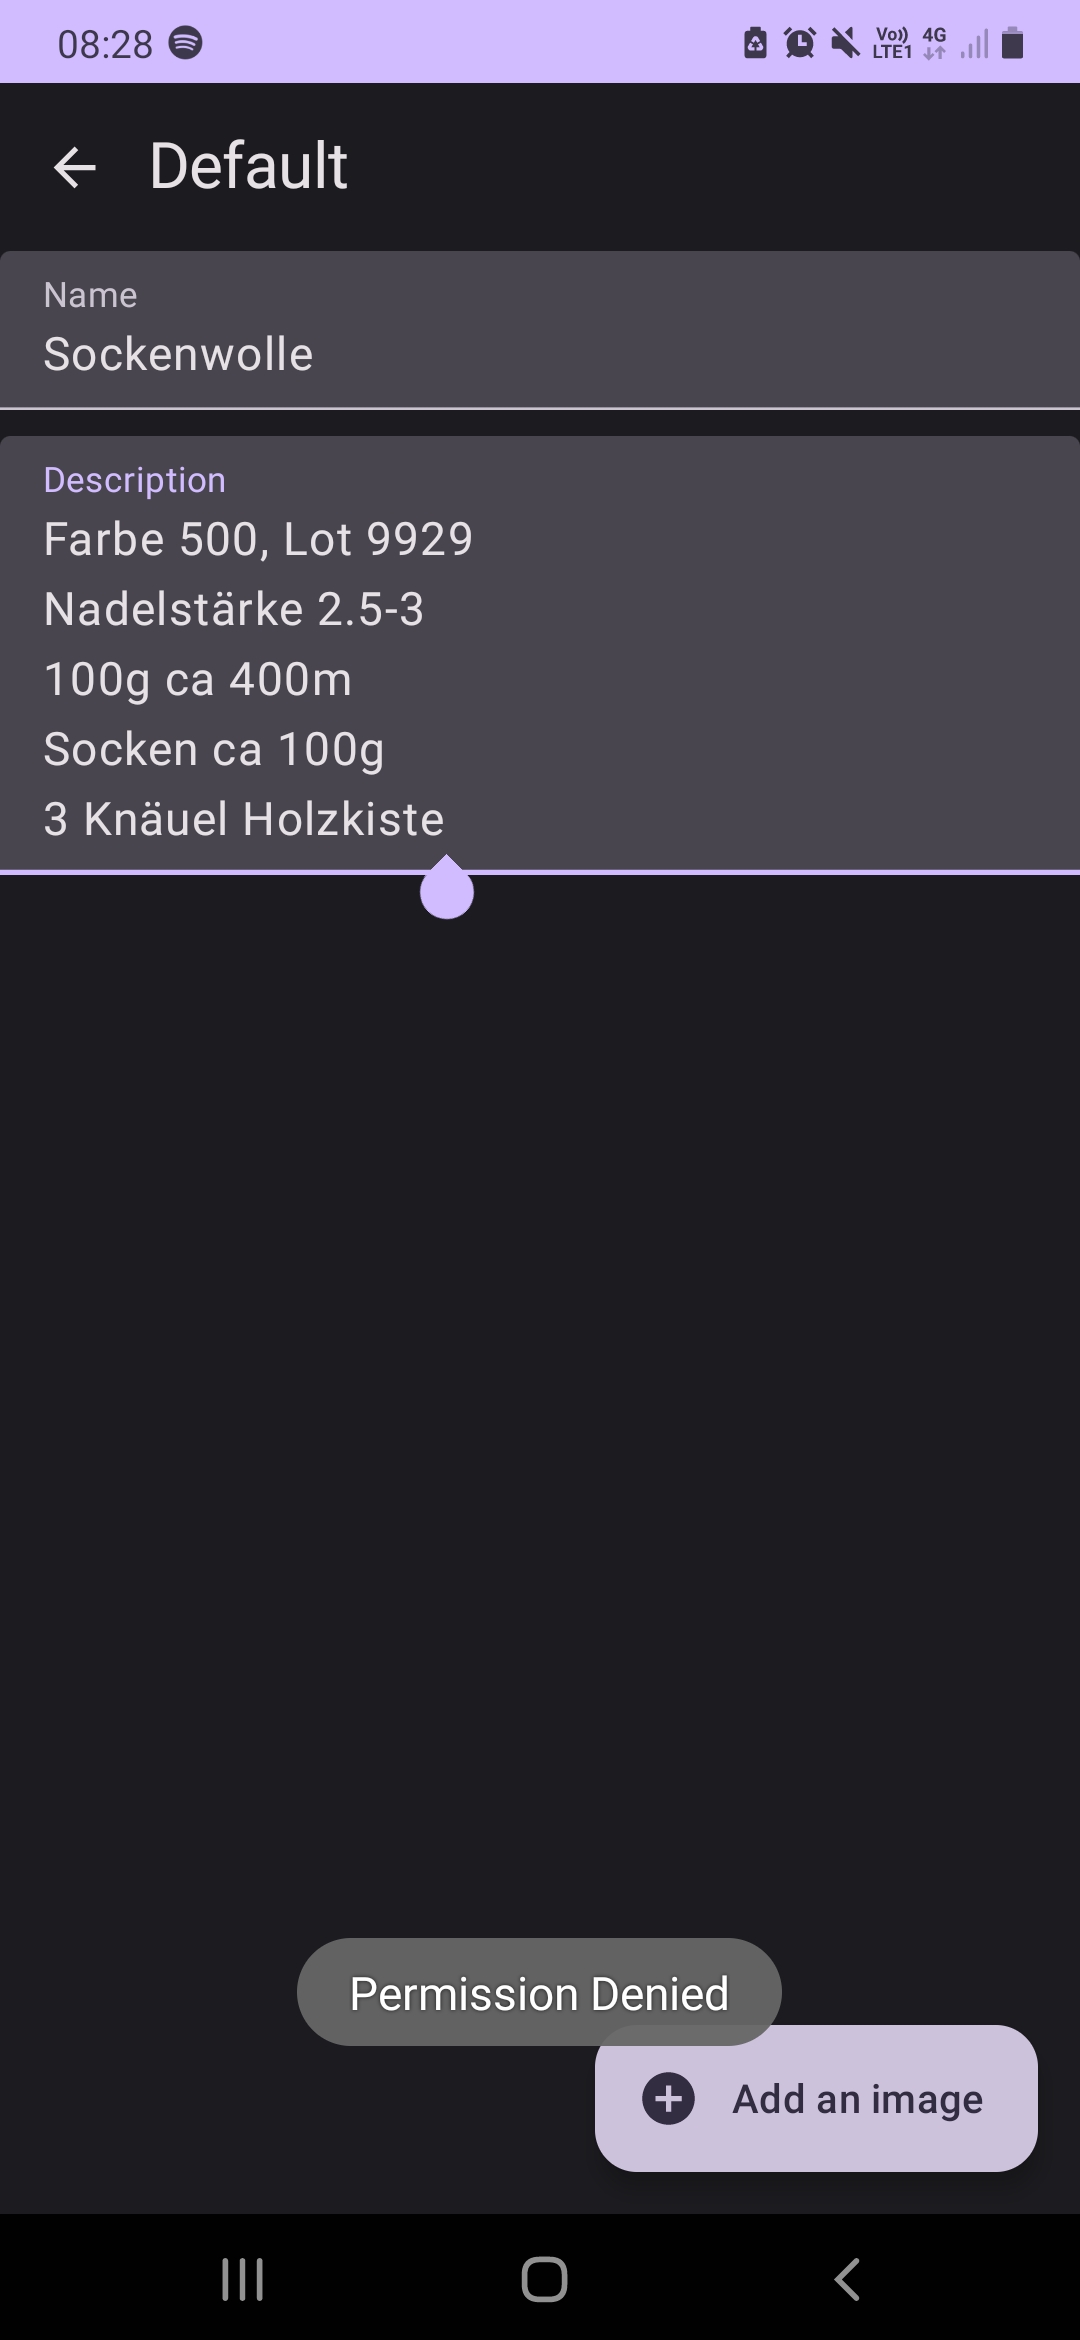 08:28
Vo)) LTE1
4G
Default
Name
Sockenwolle
Description
Farbe 500, Lot 9929
Nadelstärke 2.5-3
100g ca 400m
Socken ca 100g
3 Knäuel Holzkiste
Permission Denied
Add an image